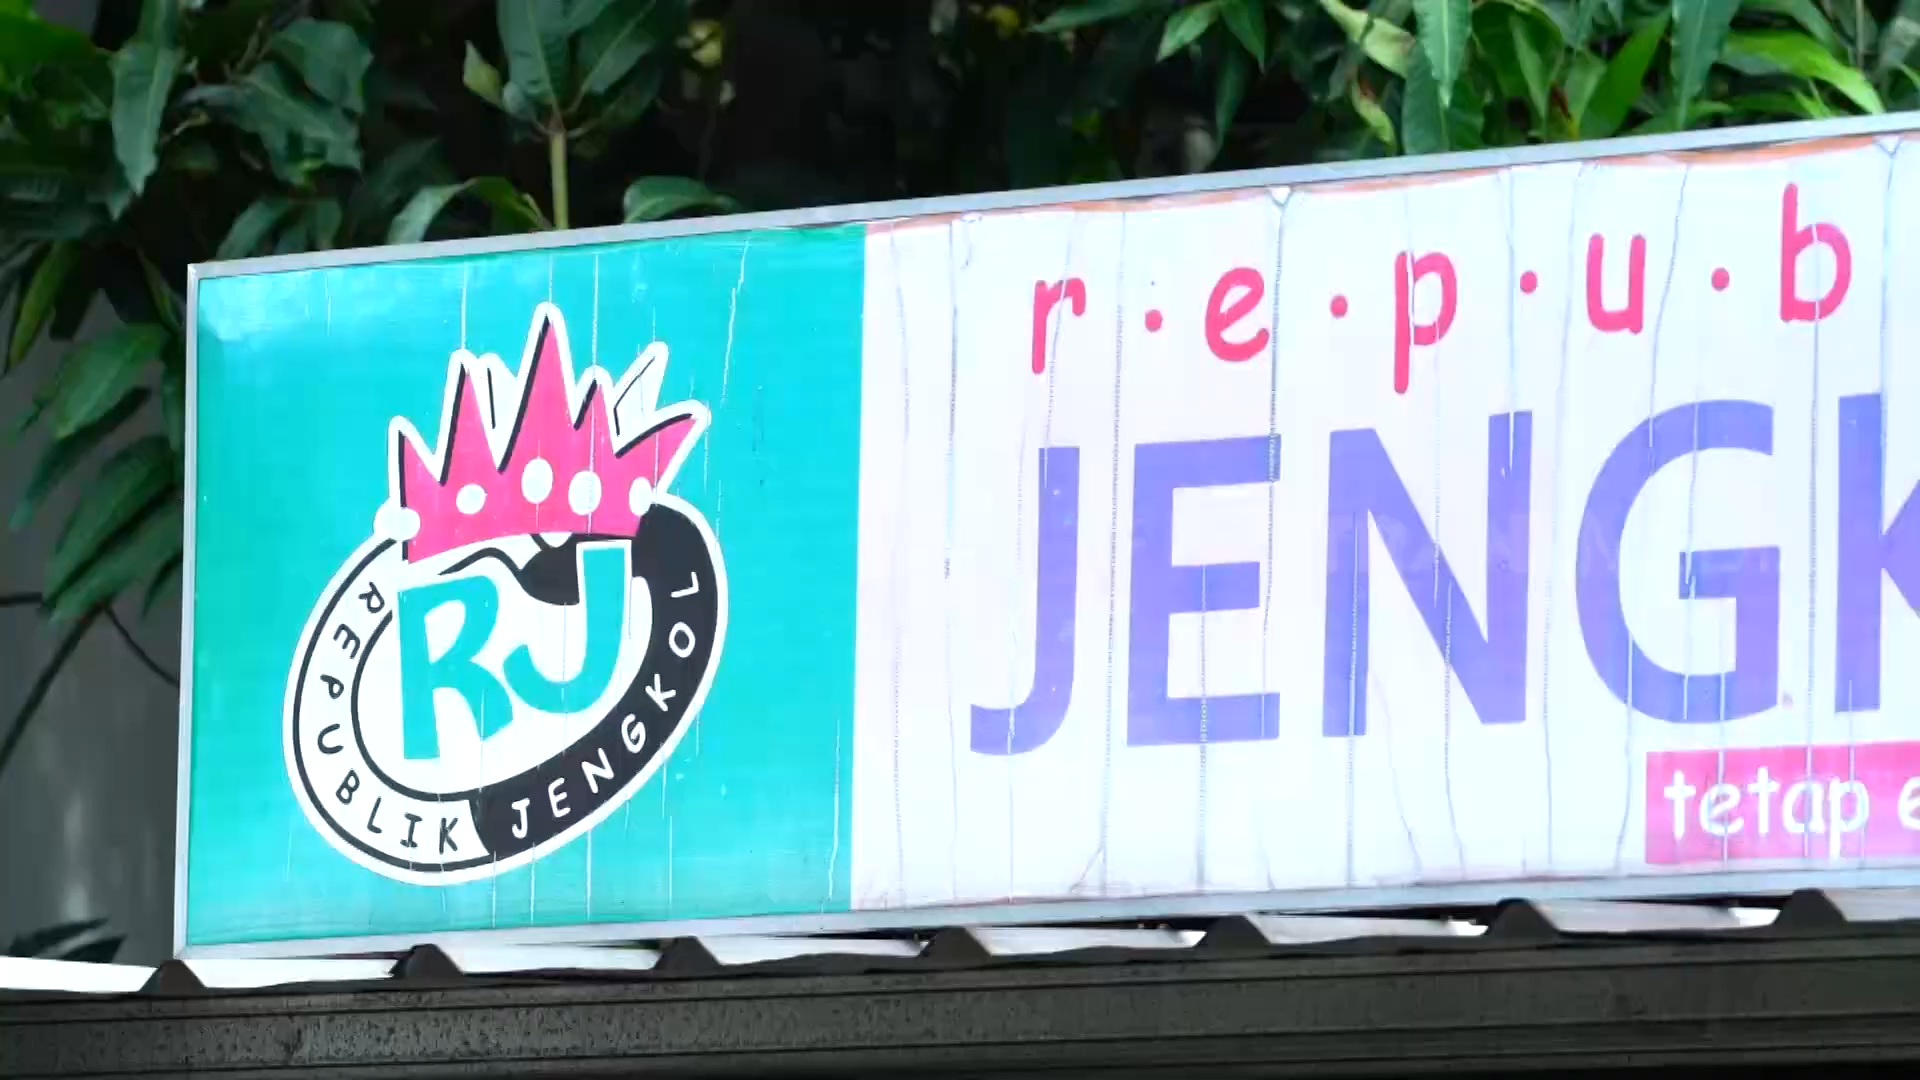 RJ
REPUBLIK JENGKOL
r·e·p·u·b
JENGK
tetap e